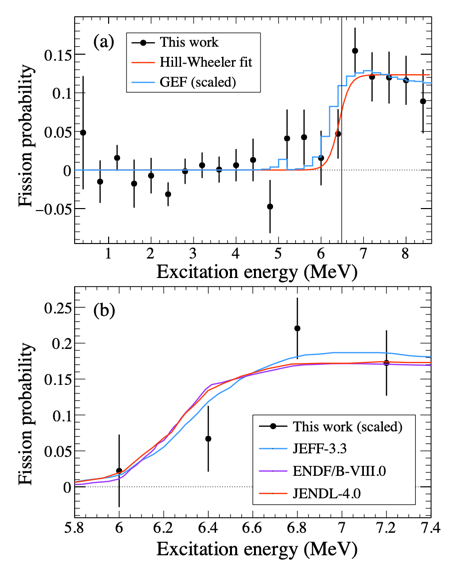 (a)
This work
Hill-Wheeler fit
GEF (scaled)
Fission probability
0.15
0.1
0.05
0
−0.05
1 2 3 4 5 6 7 8
Excitation energy (MeV)
(b)
Fission probability
0.25
0.2
0.15
0.1
0.05
0
This work (scaled)
JEFF-3.3
ENDF/B-VIII.0
JENDL-4.0
5.8 6 6.2 6.4 6.6 6.8 7 7.2 7.4
Excitation energy (MeV)